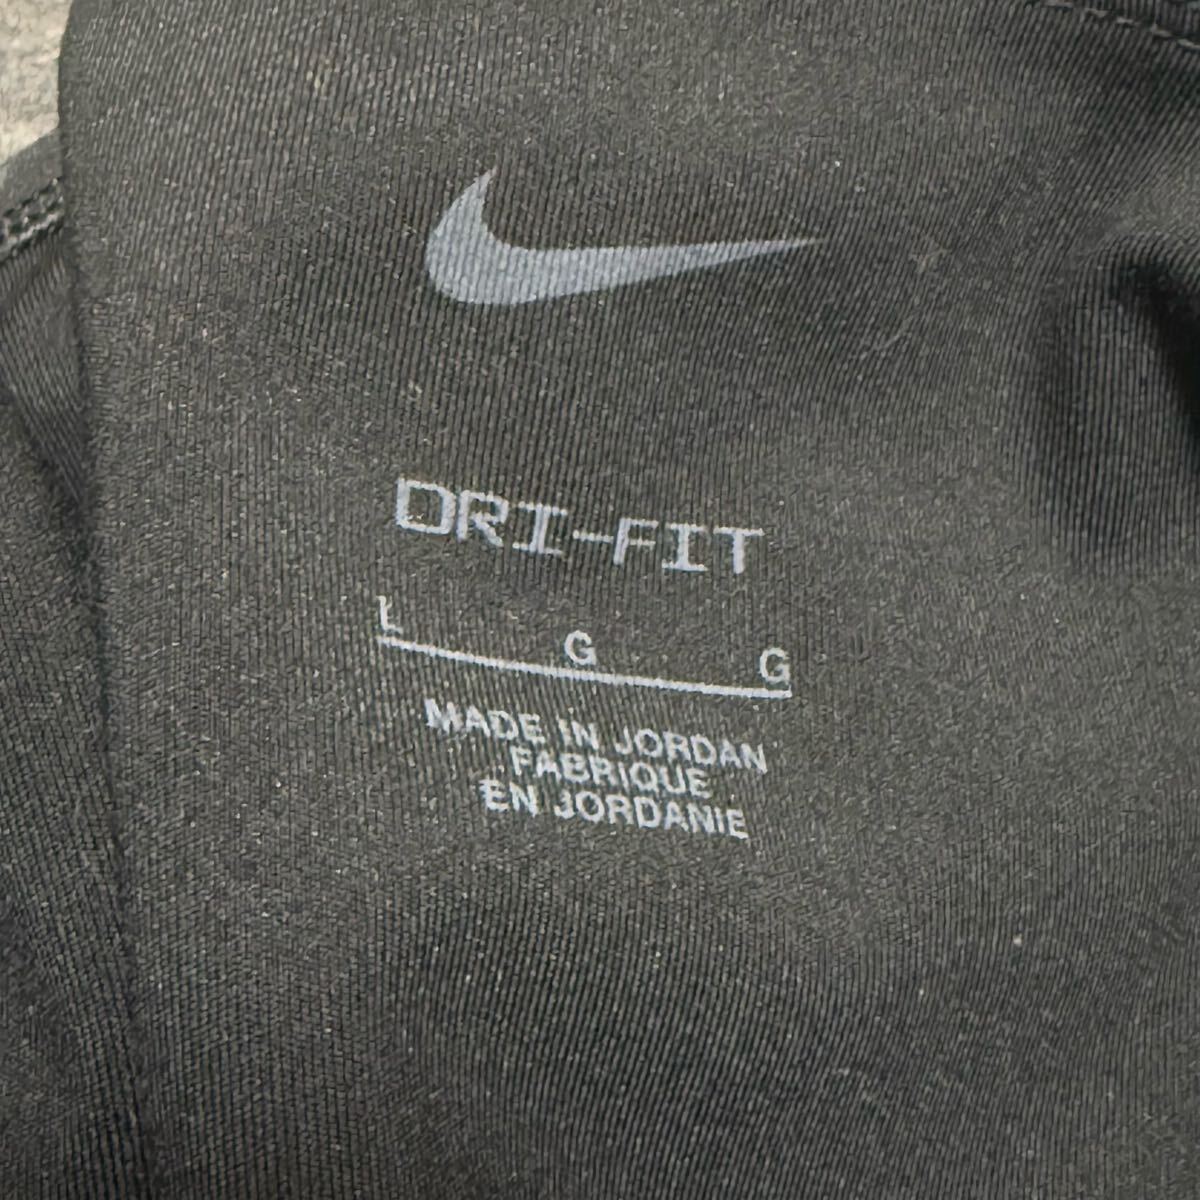 DRI-FIT
L G G
MADE IN JORDAN
FABRIQUE
EN JORDANIE